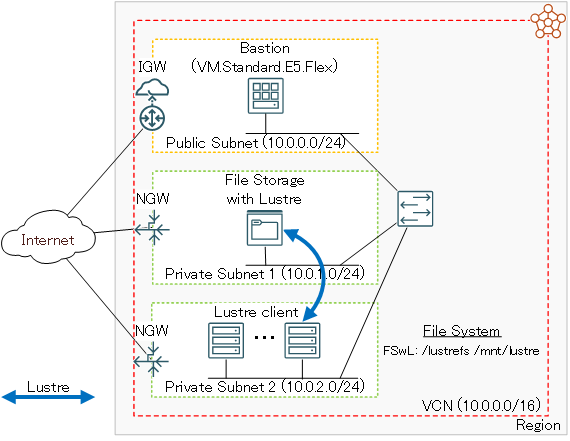 Bastion
(VM.Standard.E5.Flex)
IGW
Public Subnet (10.0.0.0/24)
File Storage
with Lustre
NGW
Internet
Private Subnet 1 (10.0.1.0/24)
Lustre client
NGW
...
File System
FSwL: /lustrefs /mnt/lustre
Private Subnet 2 (10.0.2.0/24)
Lustre
VCN (10.0.0.0/16)
Region